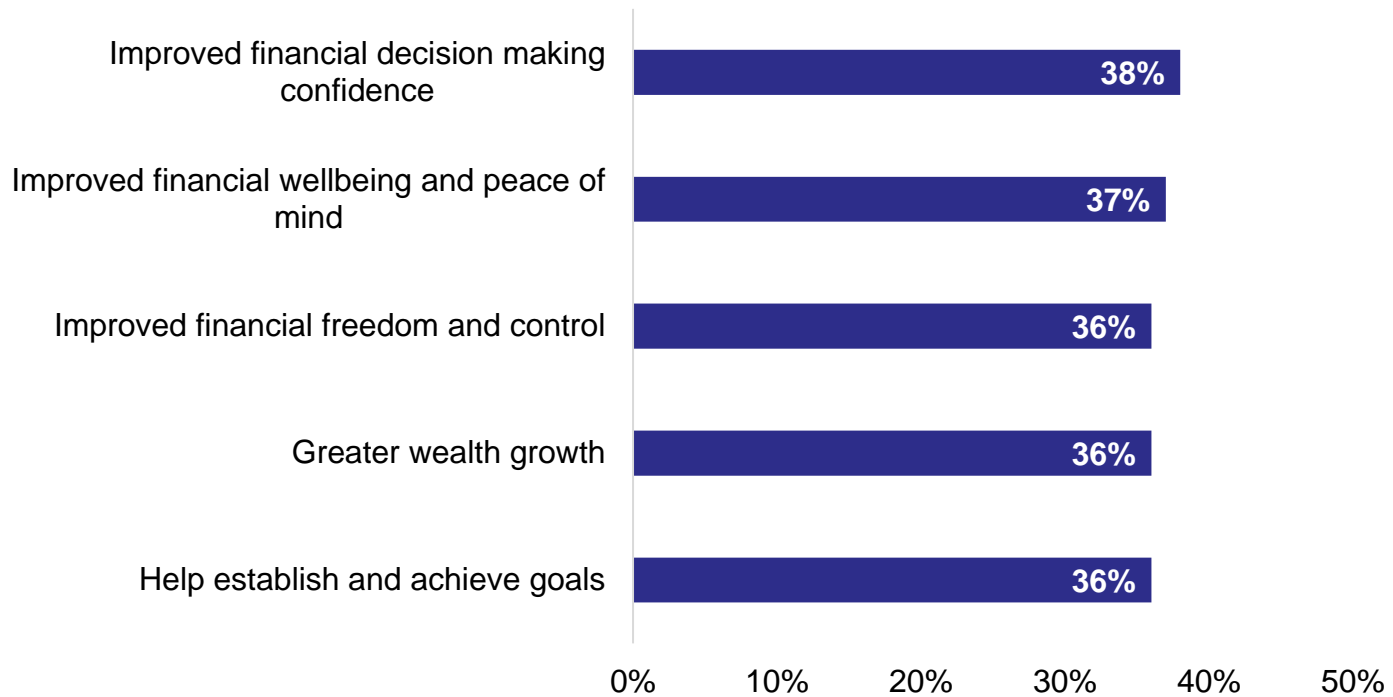 Improved financial decision making
confidence
38%
Improved financial wellbeing and peace of
mind
37%
Improved financial freedom and control
36%
Greater wealth growth
36%
Help establish and achieve goals
36%
0% 10% 20% 30% 40% 50%